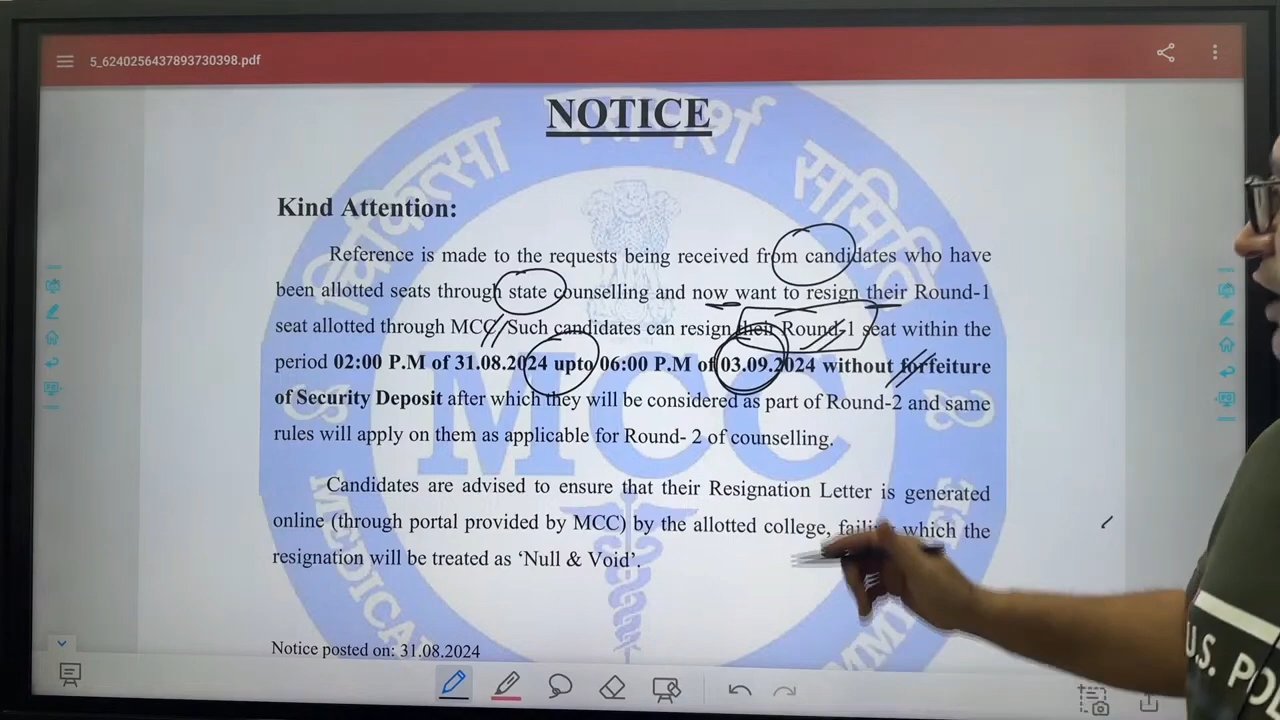 5_6240256437893730398.pdf
NOTICE
चिकित्सा परामर्श समिति
Kind Attention:
Reference is made to the requests being received from candidates who have
been allotted seats through state counselling and now want to resign their Round-1
seat allotted through MCC. Such candidates can resign their Round-1 seat within the
period 02:00 P.M of 31.08.2024 upto 06:00 P.M of 03.09.2024 without forfeiture
of Security Deposit after which they will be considered as part of Round-2 and same
rules will apply on them as applicable for Round- 2 of counselling.
MCC
Candidates are advised to ensure that their Resignation Letter is generated
online (through portal provided by MCC) by the allotted college, failing which the
resignation will be treated as ‘Null & Void’.
Notice posted on: 31.08.2024
U.S. PO